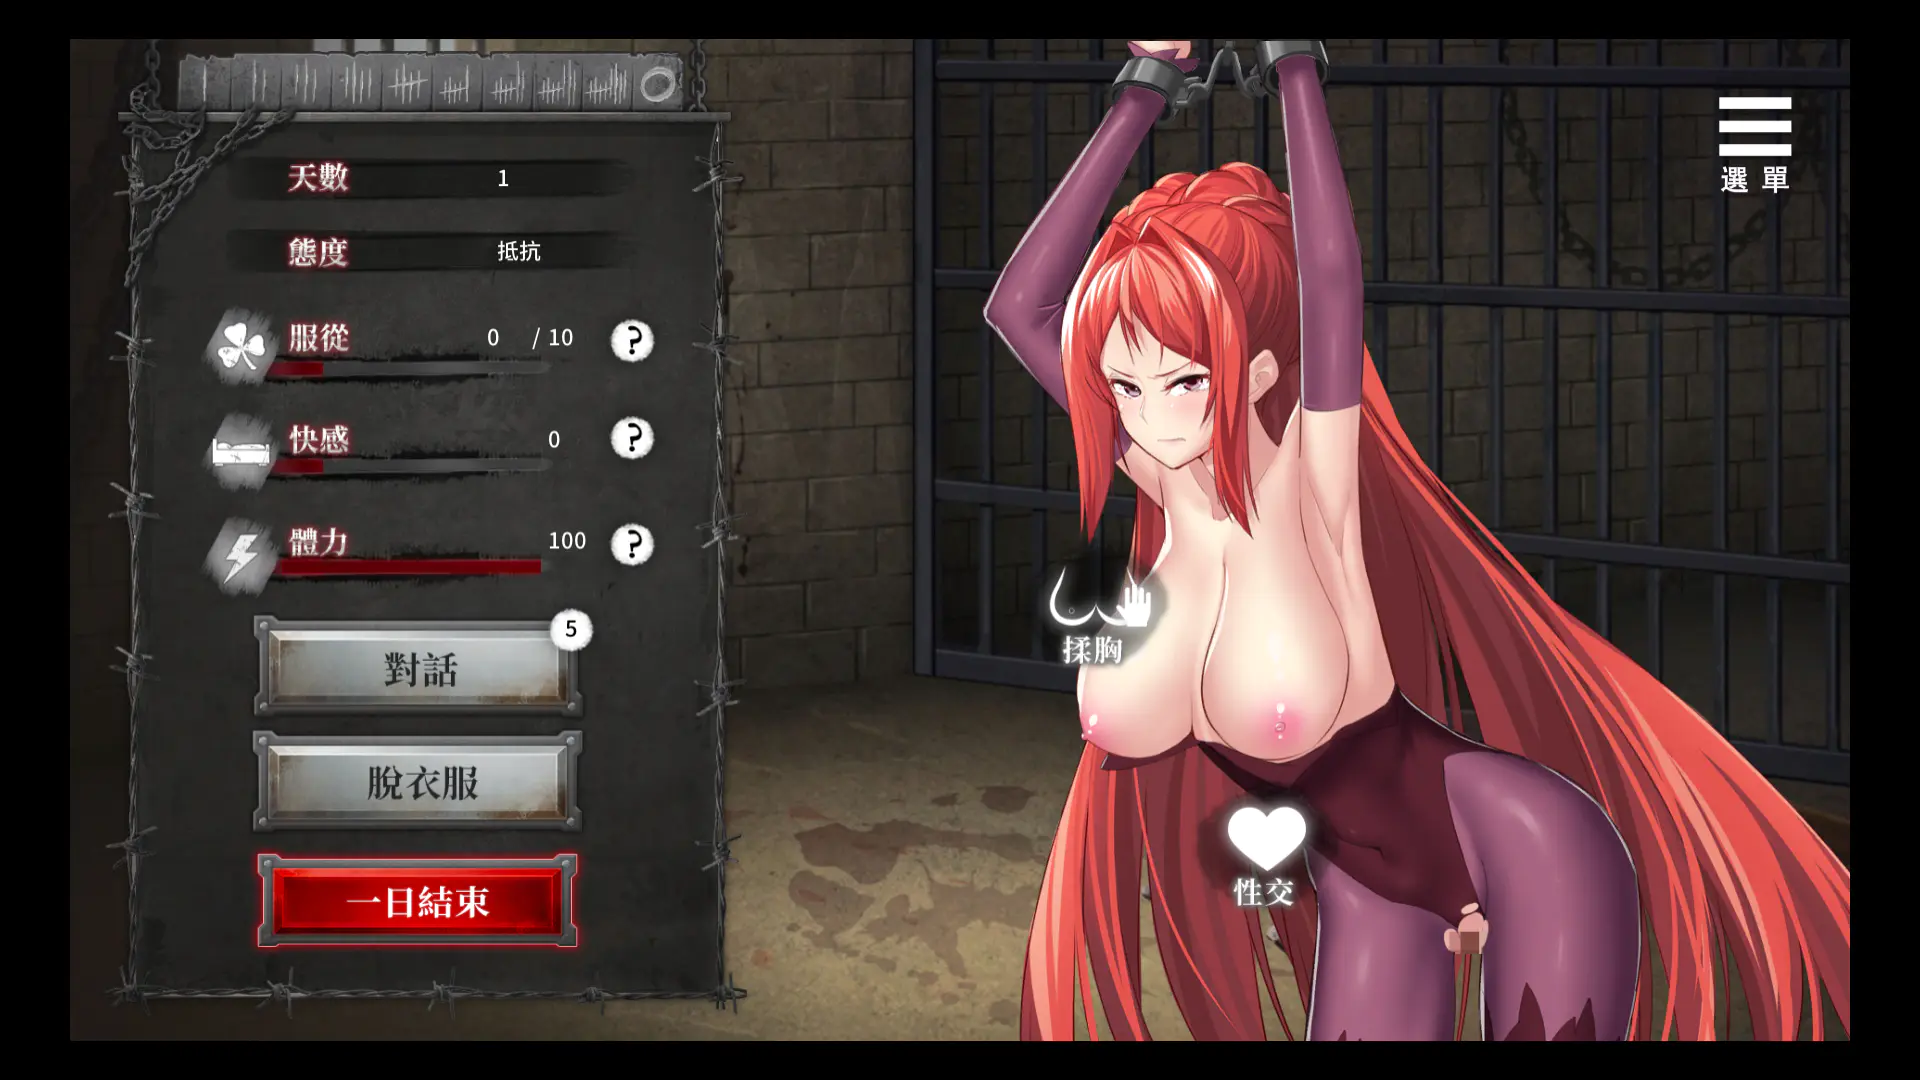 選單
天數 1
態度 抵抗
服從 0 / 10 ?
快感 0 ?
體力 100 ?
5
對話
脫衣服
一日結束
揉胸
性交